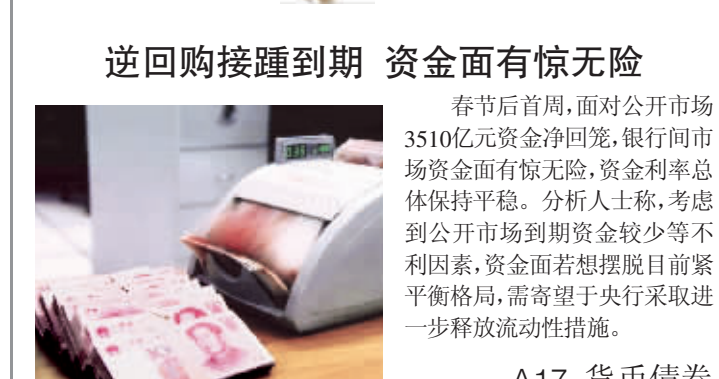 逆回购接踵到期 资金面有惊无险
春节后首周,面对公开市场
3510亿元资金净回笼,银行间市
场资金面有惊无险,资金利率总
体保持平稳。分析人士称,考虑
到公开市场到期资金较少等不
利因素,资金面若想摆脱目前紧
平衡格局,需寄望于央行采取进
一步释放流动性措施。
A17 货币债券